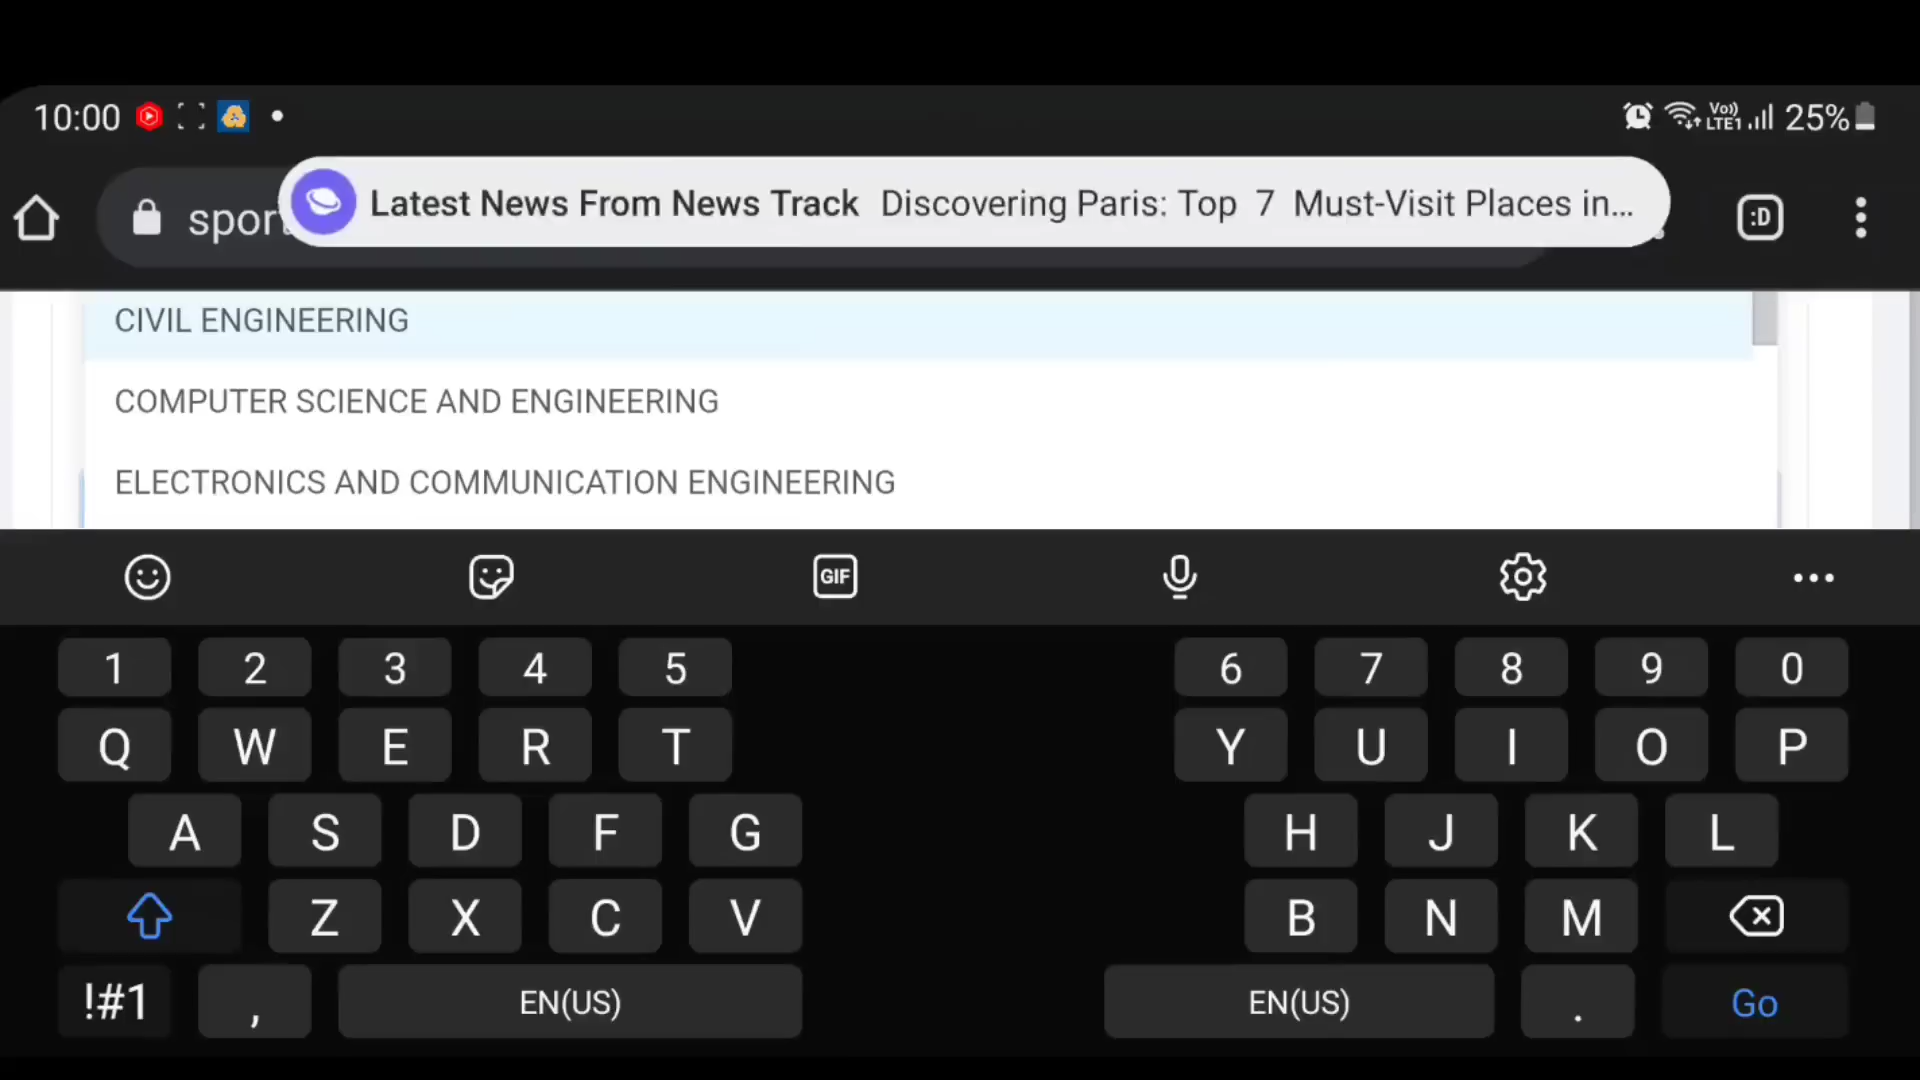 10:00 Vo)) LTE1 25%
spor
Latest News From News Track Discovering Paris: Top 7 Must-Visit Places in...
:D
CIVIL ENGINEERING
COMPUTER SCIENCE AND ENGINEERING
ELECTRONICS AND COMMUNICATION ENGINEERING
GIF
1 2 3 4 5 6 7 8 9 0
Q W E R T Y U I O P
A S D F G H J K L
Z X C V B N M
!#1 , EN(US) EN(US) . Go